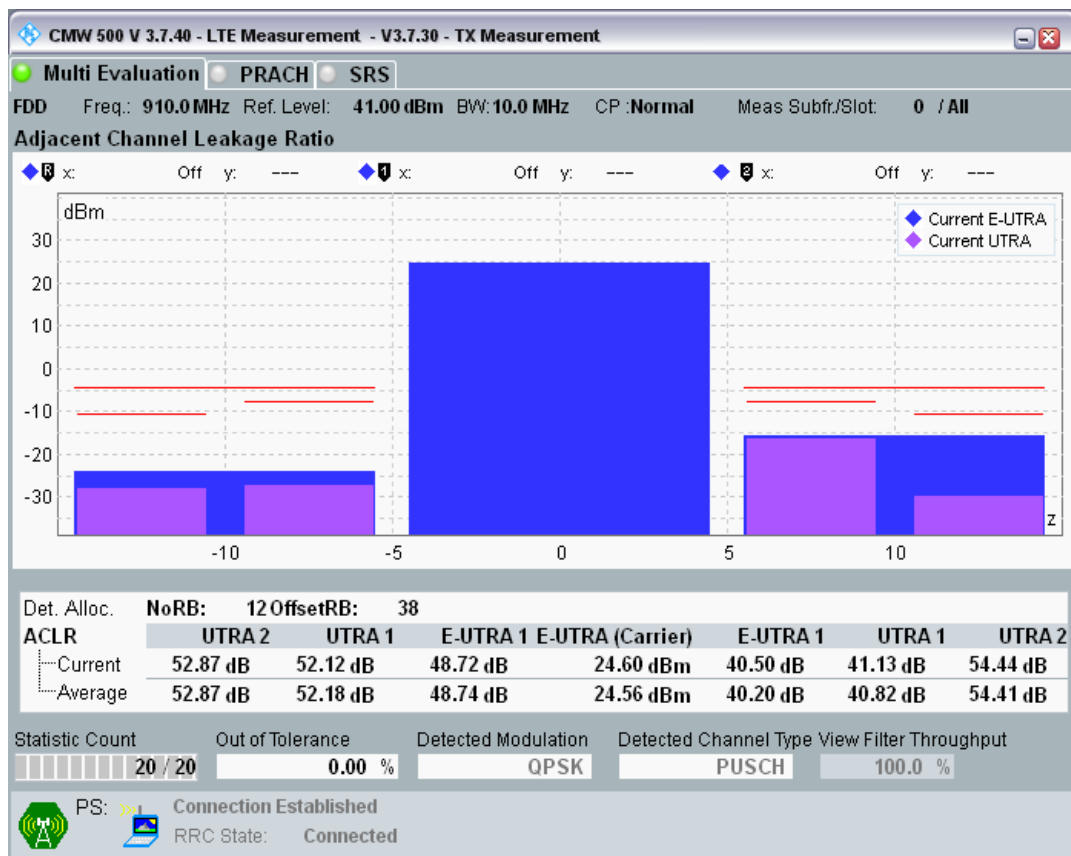 CMW 500 V 3.7.40 - LTE Measurement - V3.7.30 - TX Measurement
Multi Evaluation PRACH SRS
FDD Freq.: 910.0 MHz Ref. Level: 41.00 dBm BW: 10.0 MHz CP :Normal Meas Subfr./Slot: 0 / All
Adjacent Channel Leakage Ratio
R x: Off y: --- 1 x: Off y: --- 2 x: Off y: ---
dBm
Current E-UTRA
Current UTRA
30
20
10
0
-10
-20
-30
z
-10 -5 0 5 10
Det. Alloc. NoRB: 12 OffsetRB: 38
ACLR UTRA 2 UTRA 1 E-UTRA 1 E-UTRA (Carrier) E-UTRA 1 UTRA 1 UTRA 2
Current 52.87 dB 52.12 dB 48.72 dB 24.60 dBm 40.50 dB 41.13 dB 54.44 dB
Average 52.87 dB 52.18 dB 48.74 dB 24.56 dBm 40.20 dB 40.82 dB 54.41 dB
Statistic Count Out of Tolerance Detected Modulation Detected Channel Type View Filter Throughput
20 / 20 0.00 % QPSK PUSCH 100.0 %
PS: Connection Established
RRC State: Connected